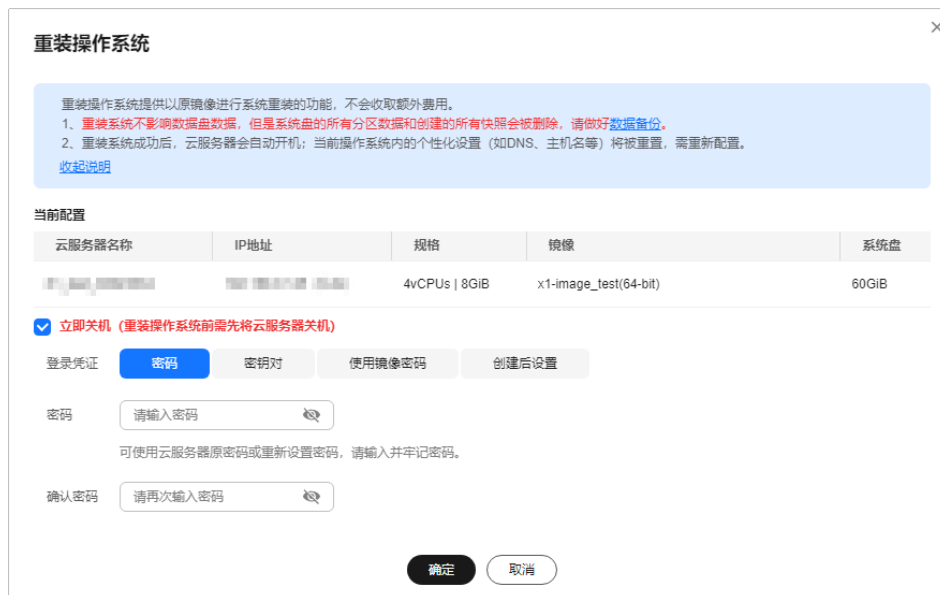 重装操作系统
重装操作系统提供以原镜像进行系统重装的功能，不会收取额外费用。
1、重装系统不影响数据盘数据，但是系统盘的所有分区数据和创建的所有快照会被删除，请做好数据备份。
2、重装系统成功后，云服务器会自动开机；当前操作系统内的个性化设置（如DNS、主机名等）将被重置，需重新配置。
收起说明
当前配置
云服务器名称 IP地址 规格 镜像 系统盘
4vCPUs | 8GiB x1-image_test(64-bit) 60GiB
立即关机（重装操作系统前需先将云服务器关机）
登录凭证 密码 密钥对 使用镜像密码 创建后设置
密码 请输入密码
可使用云服务器原密码或重新设置密码，请输入并牢记密码。
确认密码 请再次输入密码
确定 取消